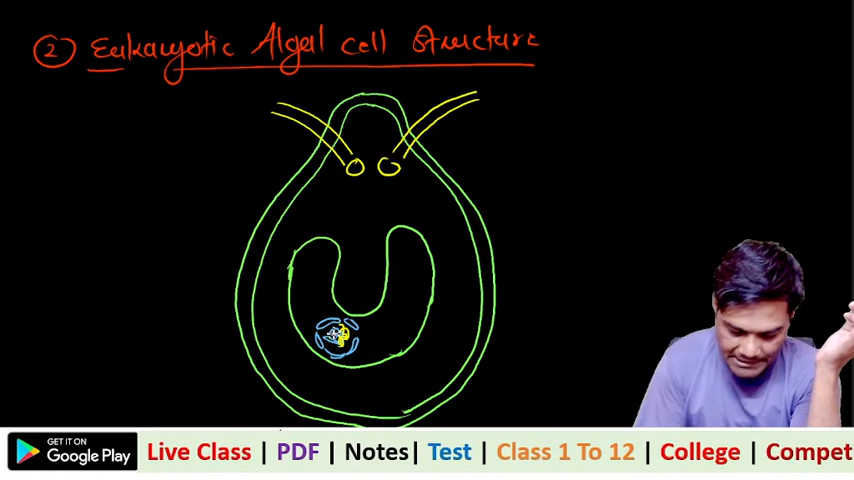 ② Eukaryotic Algal cell structure
GET IT ON
Google Play
Live Class | PDF | Notes| Test | Class 1 To 12 | College | Compet